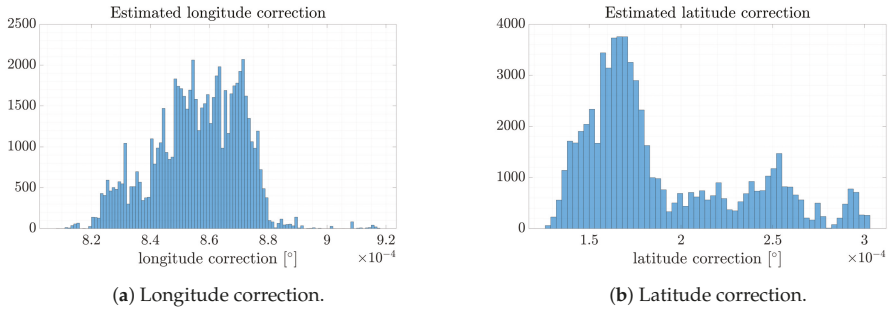 Estimated longitude correction
2500
2000
1500
1000
500
0
8.2 8.4 8.6 8.8 9 9.2
longitude correction [°] ×10⁻⁴
(a) Longitude correction.
Estimated latitude correction
4000
3000
2000
1000
0
1.5 2 2.5 3
latitude correction [°] ×10⁻⁴
(b) Latitude correction.